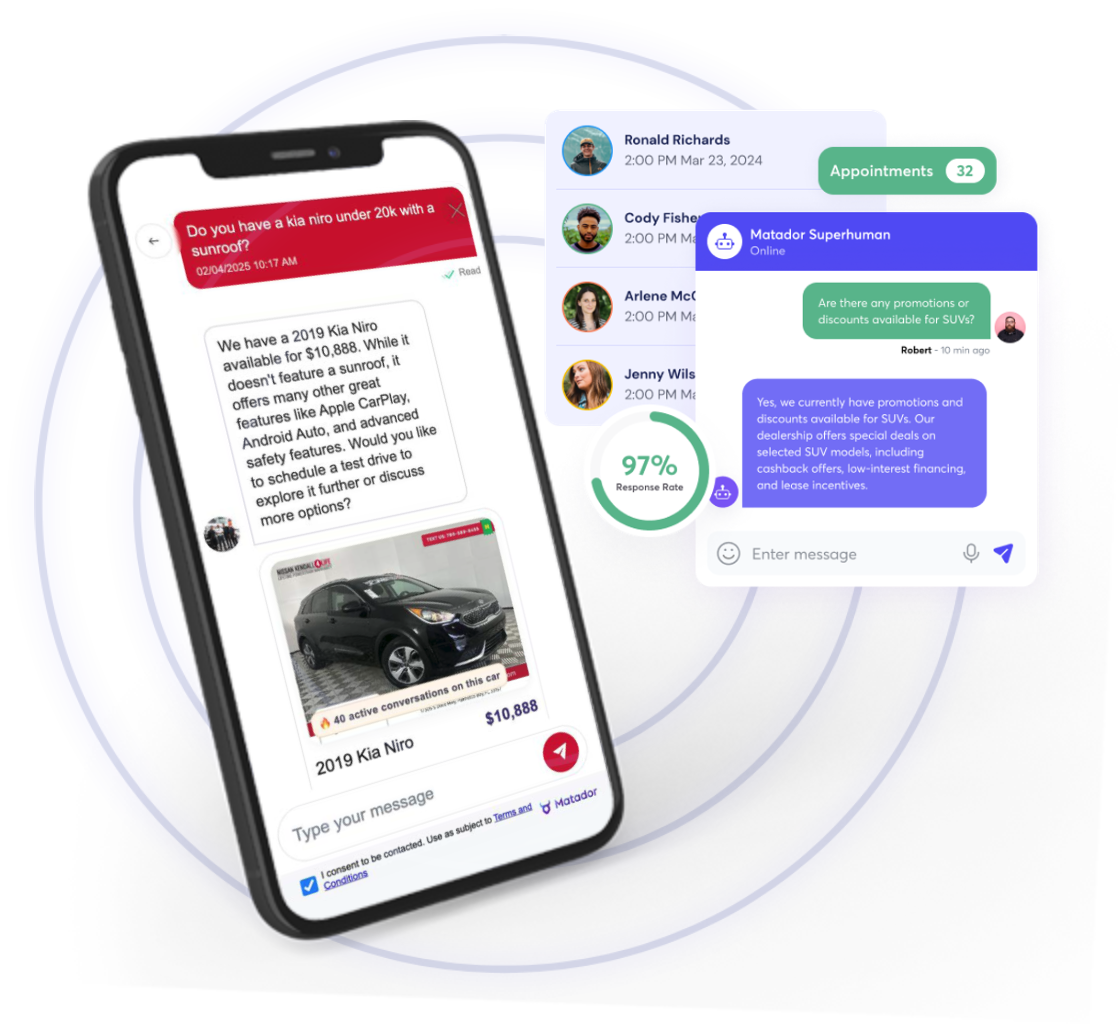 Do you have a kia niro under 20k with a
sunroof?
02/04/2025 10:17 AM
Read
We have a 2019 Kia Niro
available for $10,888. While it
doesn't feature a sunroof, it
offers many other great
features like Apple CarPlay,
Android Auto, and advanced
safety features. Would you like
to schedule a test drive to
explore it further or discuss
more options?
NISSAN KENDALL 4 LIFE
40 active conversations on this car
$10,888
2019 Kia Niro
Type your message
I consent to be contacted. Use as subject to Terms and
Conditions
Matador
Ronald Richards
2:00 PM Mar 23, 2024
Cody Fisher
2:00 PM Ma
Arlene McC
2:00 PM Ma
Jenny Wils
2:00 PM Ma
Appointments 32
97%
Response Rate
Matador Superhuman
Online
Are there any promotions or
discounts available for SUVs?
Robert - 10 min ago
Yes, we currently have promotions and
discounts available for SUVs. Our
dealership offers special deals on
selected SUV models, including
cashback offers, low-interest financing,
and lease incentives.
Enter message